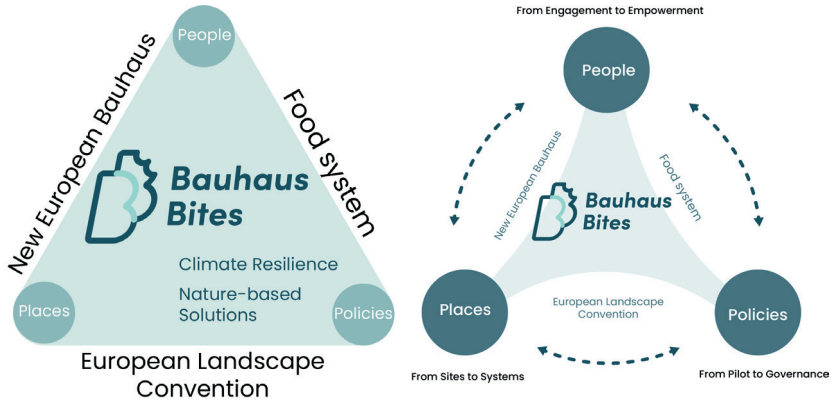 People
New European Bauhaus
Food system
Bauhaus
Bites
Climate Resilience
Nature-based
Solutions
Places
Policies
European Landscape
Convention
From Engagement to Empowerment
People
New European Bauhaus
Food system
Bauhaus
Bites
Places
European Landscape
Convention
Policies
From Sites to Systems
From Pilot to Governance